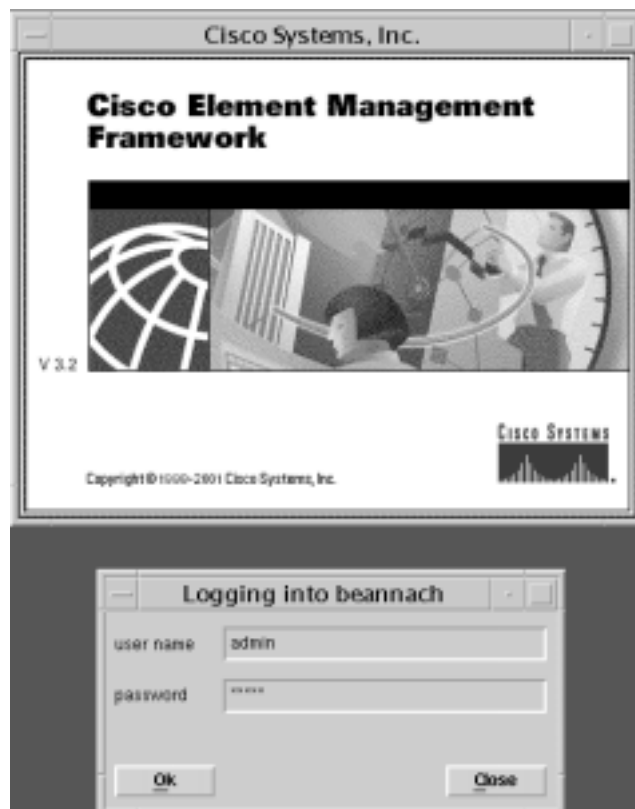 Cisco Systems, Inc.
Cisco Element Management
Framework
V 3.2
CISCO SYSTEMS
Copyright © 1999-2001 Cisco Systems, Inc.
Logging into beannach
user name admin
password *****
Ok Close